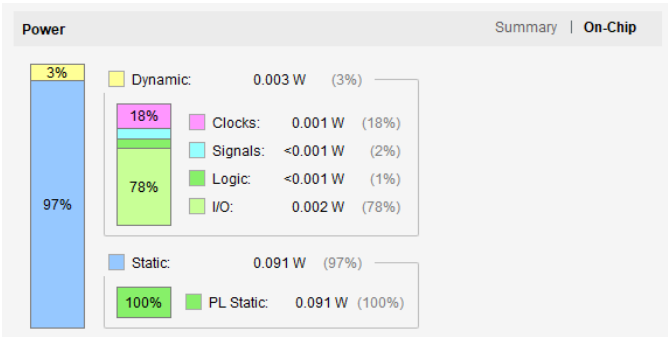 Power Summary | On-Chip
3% Dynamic: 0.003 W (3%)
18% Clocks: 0.001 W (18%)
Signals: <0.001 W (2%)
Logic: <0.001 W (1%)
78% I/O: 0.002 W (78%)
97%
Static: 0.091 W (97%)
100% PL Static: 0.091 W (100%)